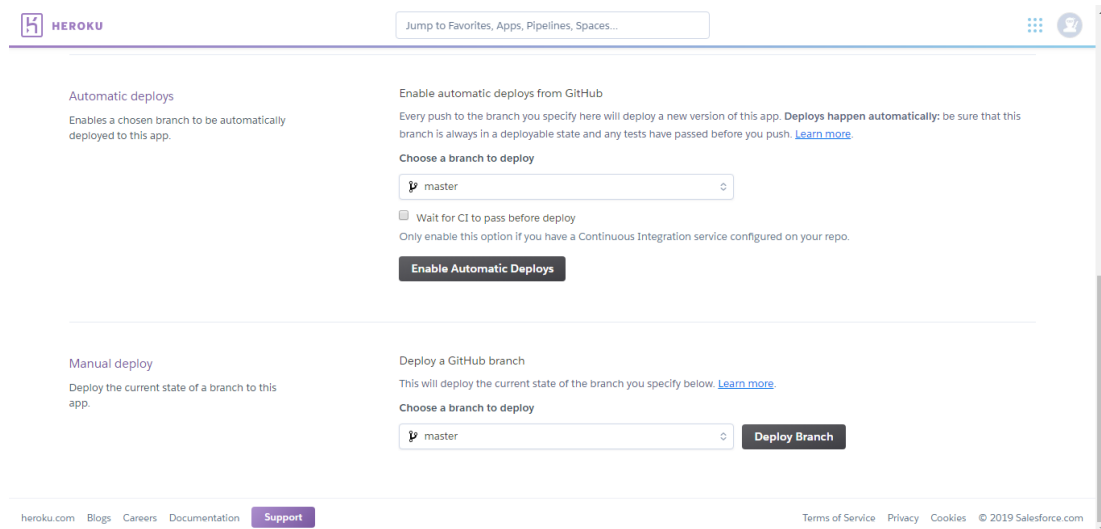 HEROKU
Jump to Favorites, Apps, Pipelines, Spaces...
Automatic deploys
Enables a chosen branch to be automatically
deployed to this app.
Enable automatic deploys from GitHub
Every push to the branch you specify here will deploy a new version of this app. Deploys happen automatically: be sure that this
branch is always in a deployable state and any tests have passed before you push. Learn more.
Choose a branch to deploy
master
Wait for CI to pass before deploy
Only enable this option if you have a Continuous Integration service configured on your repo.
Enable Automatic Deploys
Manual deploy
Deploy the current state of a branch to this
app.
Deploy a GitHub branch
This will deploy the current state of the branch you specify below. Learn more.
Choose a branch to deploy
master
Deploy Branch
heroku.com Blogs Careers Documentation Support
Terms of Service Privacy Cookies © 2019 Salesforce.com